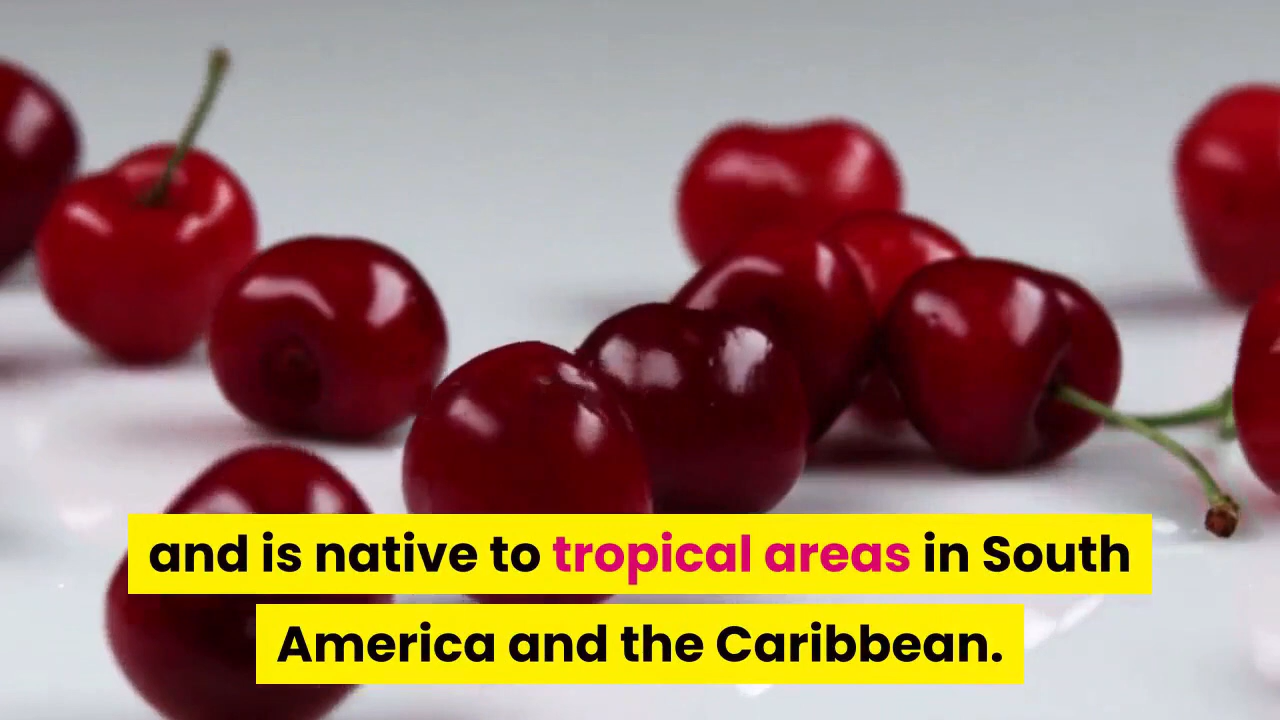 and is native to tropical areas in South
America and the Caribbean.